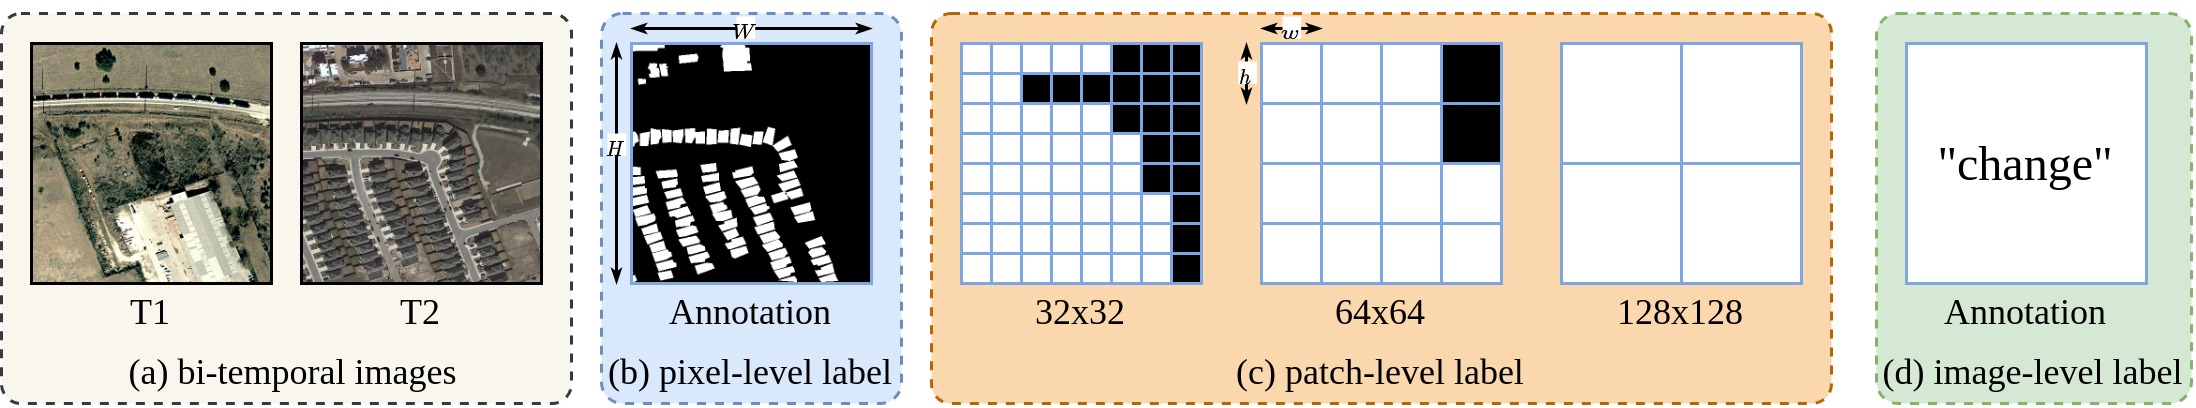 T1
T2
(a) bi-temporal images
W
H
Annotation
(b) pixel-level label
32x32
w
h
64x64
128x128
(c) patch-level label
"change"
Annotation
(d) image-level label